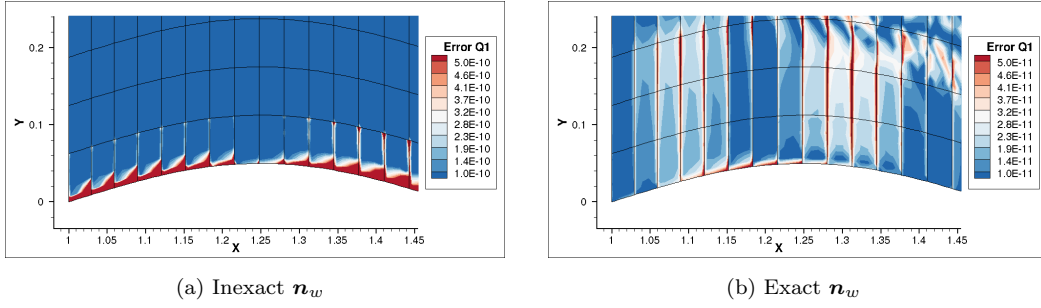 Error Q1
5.0E-10
4.6E-10
4.1E-10
3.7E-10
3.2E-10
2.8E-10
2.3E-10
1.9E-10
1.4E-10
1.0E-10
Y
0.2
0.1
0
1
1.05
1.1
1.15
1.2
1.25
1.3
1.35
1.4
1.45
X
(a) Inexact n_w
Error Q1
5.0E-11
4.6E-11
4.1E-11
3.7E-11
3.2E-11
2.8E-11
2.3E-11
1.9E-11
1.4E-11
1.0E-11
Y
0.2
0.1
0
1
1.05
1.1
1.15
1.2
1.25
1.3
1.35
1.4
1.45
X
(b) Exact n_w